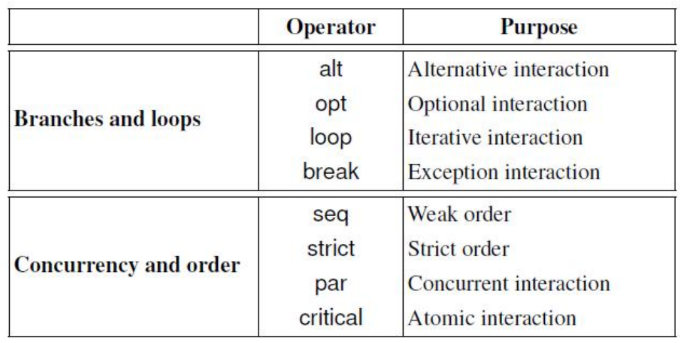 Operator Purpose
Branches and loops
alt Alternative interaction
opt Optional interaction
loop Iterative interaction
break Exception interaction
Concurrency and order
seq Weak order
strict Strict order
par Concurrent interaction
critical Atomic interaction